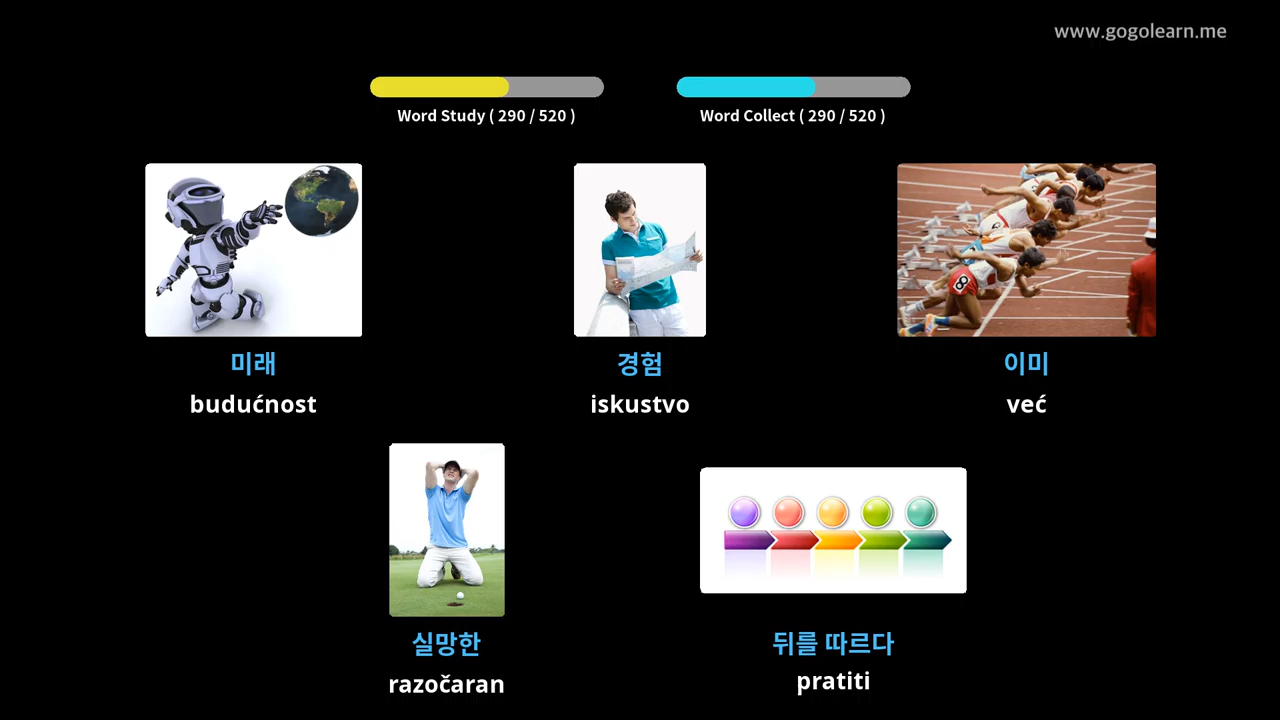 www.gogolearn.me
Word Study ( 290 / 520 )
Word Collect ( 290 / 520 )
미래
budućnost
경험
iskustvo
이미
već
실망한
razočaran
뒤를 따르다
pratiti